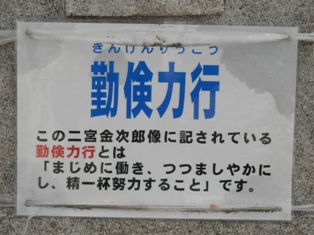 きんけんりっこう
勤倹力行
この二宮金次郎像に記されている
勤倹力行とは
「まじめに働き、つつましやかに
し、精一杯努力すること」です。